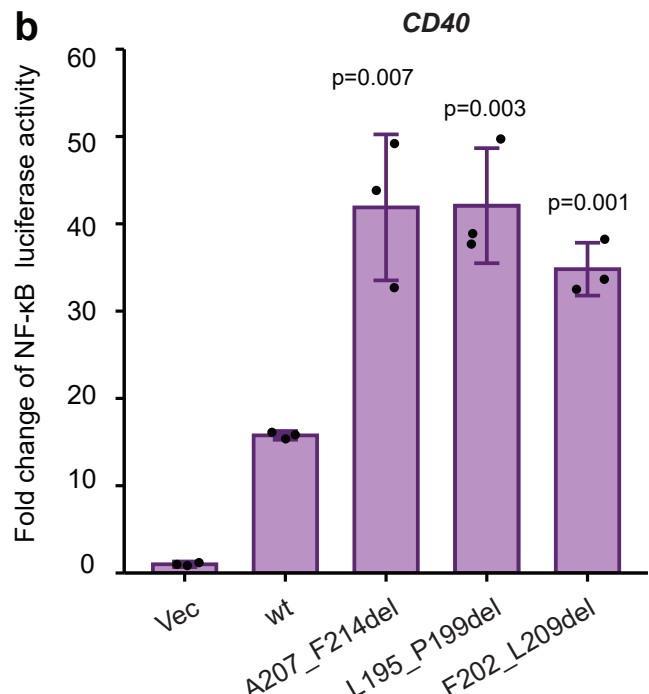 b
CD40
Fold change of NF-κB luciferase activity
60
50
40
30
20
10
0
p=0.007
p=0.003
p=0.001
Vec
wt
A207_F214del
L195_P199del
F202_L209del